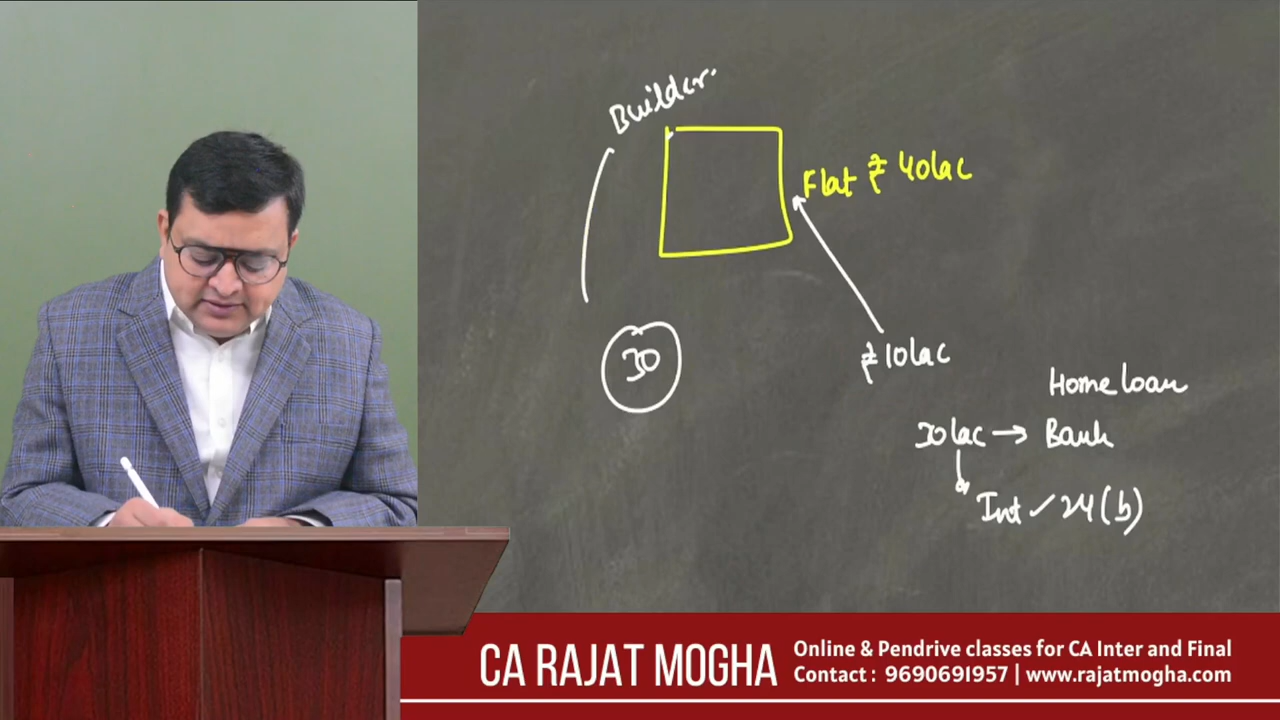 Builder
Flat ₹ 40lac
30
₹ 10lac
Home loan
30lac → Bank
Int ✓ 24(b)
CA RAJAT MOGHA
Online & Pendrive classes for CA Inter and Final
Contact : 9690691957 | www.rajatmogha.com